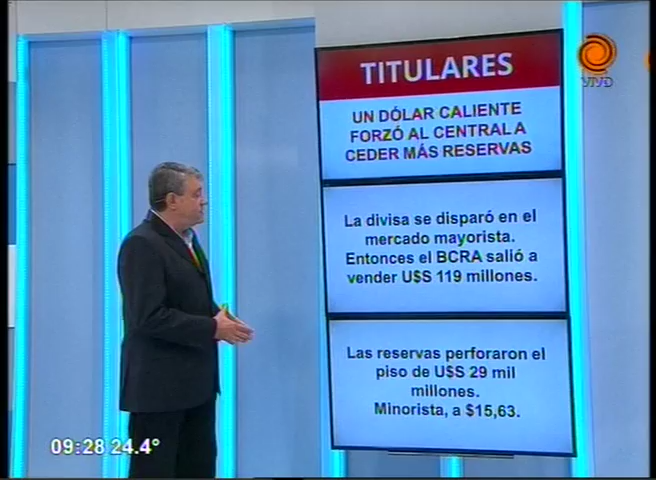 TITULARES
VIVO
UN DÓLAR CALIENTE
FORZÓ AL CENTRAL A
CEDER MÁS RESERVAS
La divisa se disparó en el
mercado mayorista.
Entonces el BCRA salió a
vender U$S 119 millones.
Las reservas perforaron el
piso de U$S 29 mil
millones.
Minorista, a $15,63.
09:28 24.4°